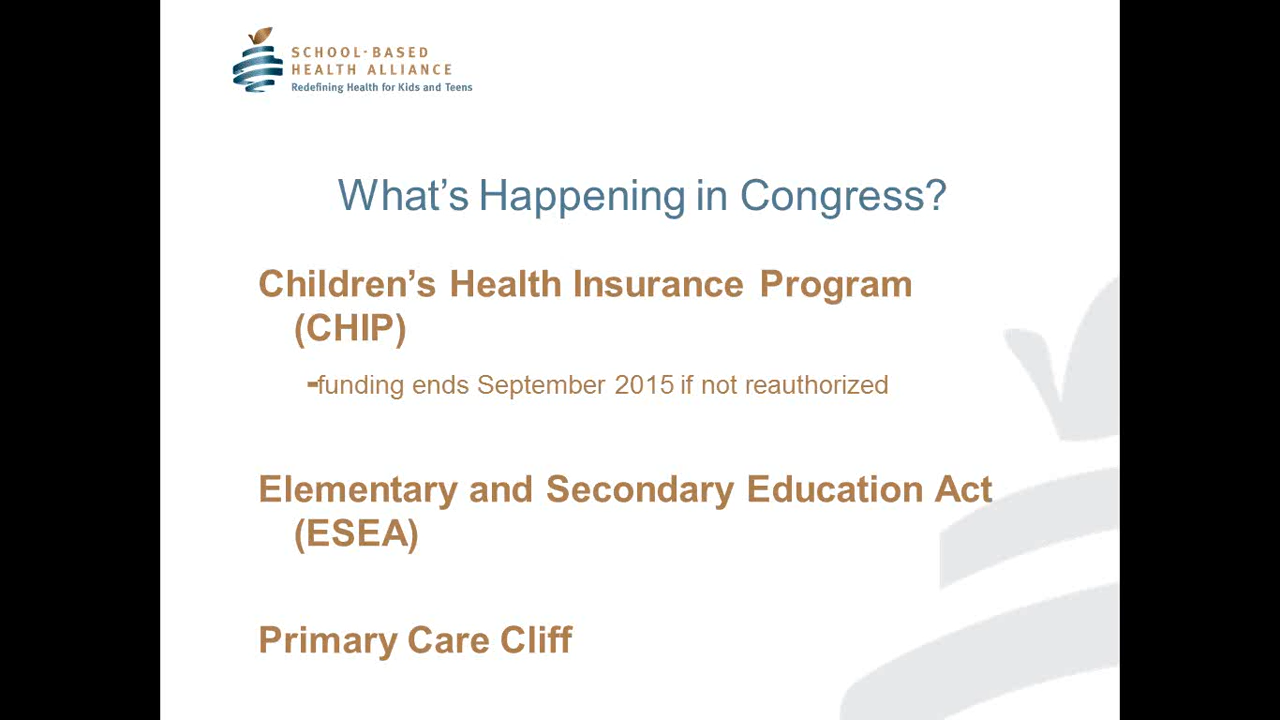 SCHOOL-BASED
HEALTH ALLIANCE
Redefining Health for Kids and Teens
What’s Happening in Congress?
Children’s Health Insurance Program
(CHIP)
-funding ends September 2015 if not reauthorized
Elementary and Secondary Education Act
(ESEA)
Primary Care Cliff